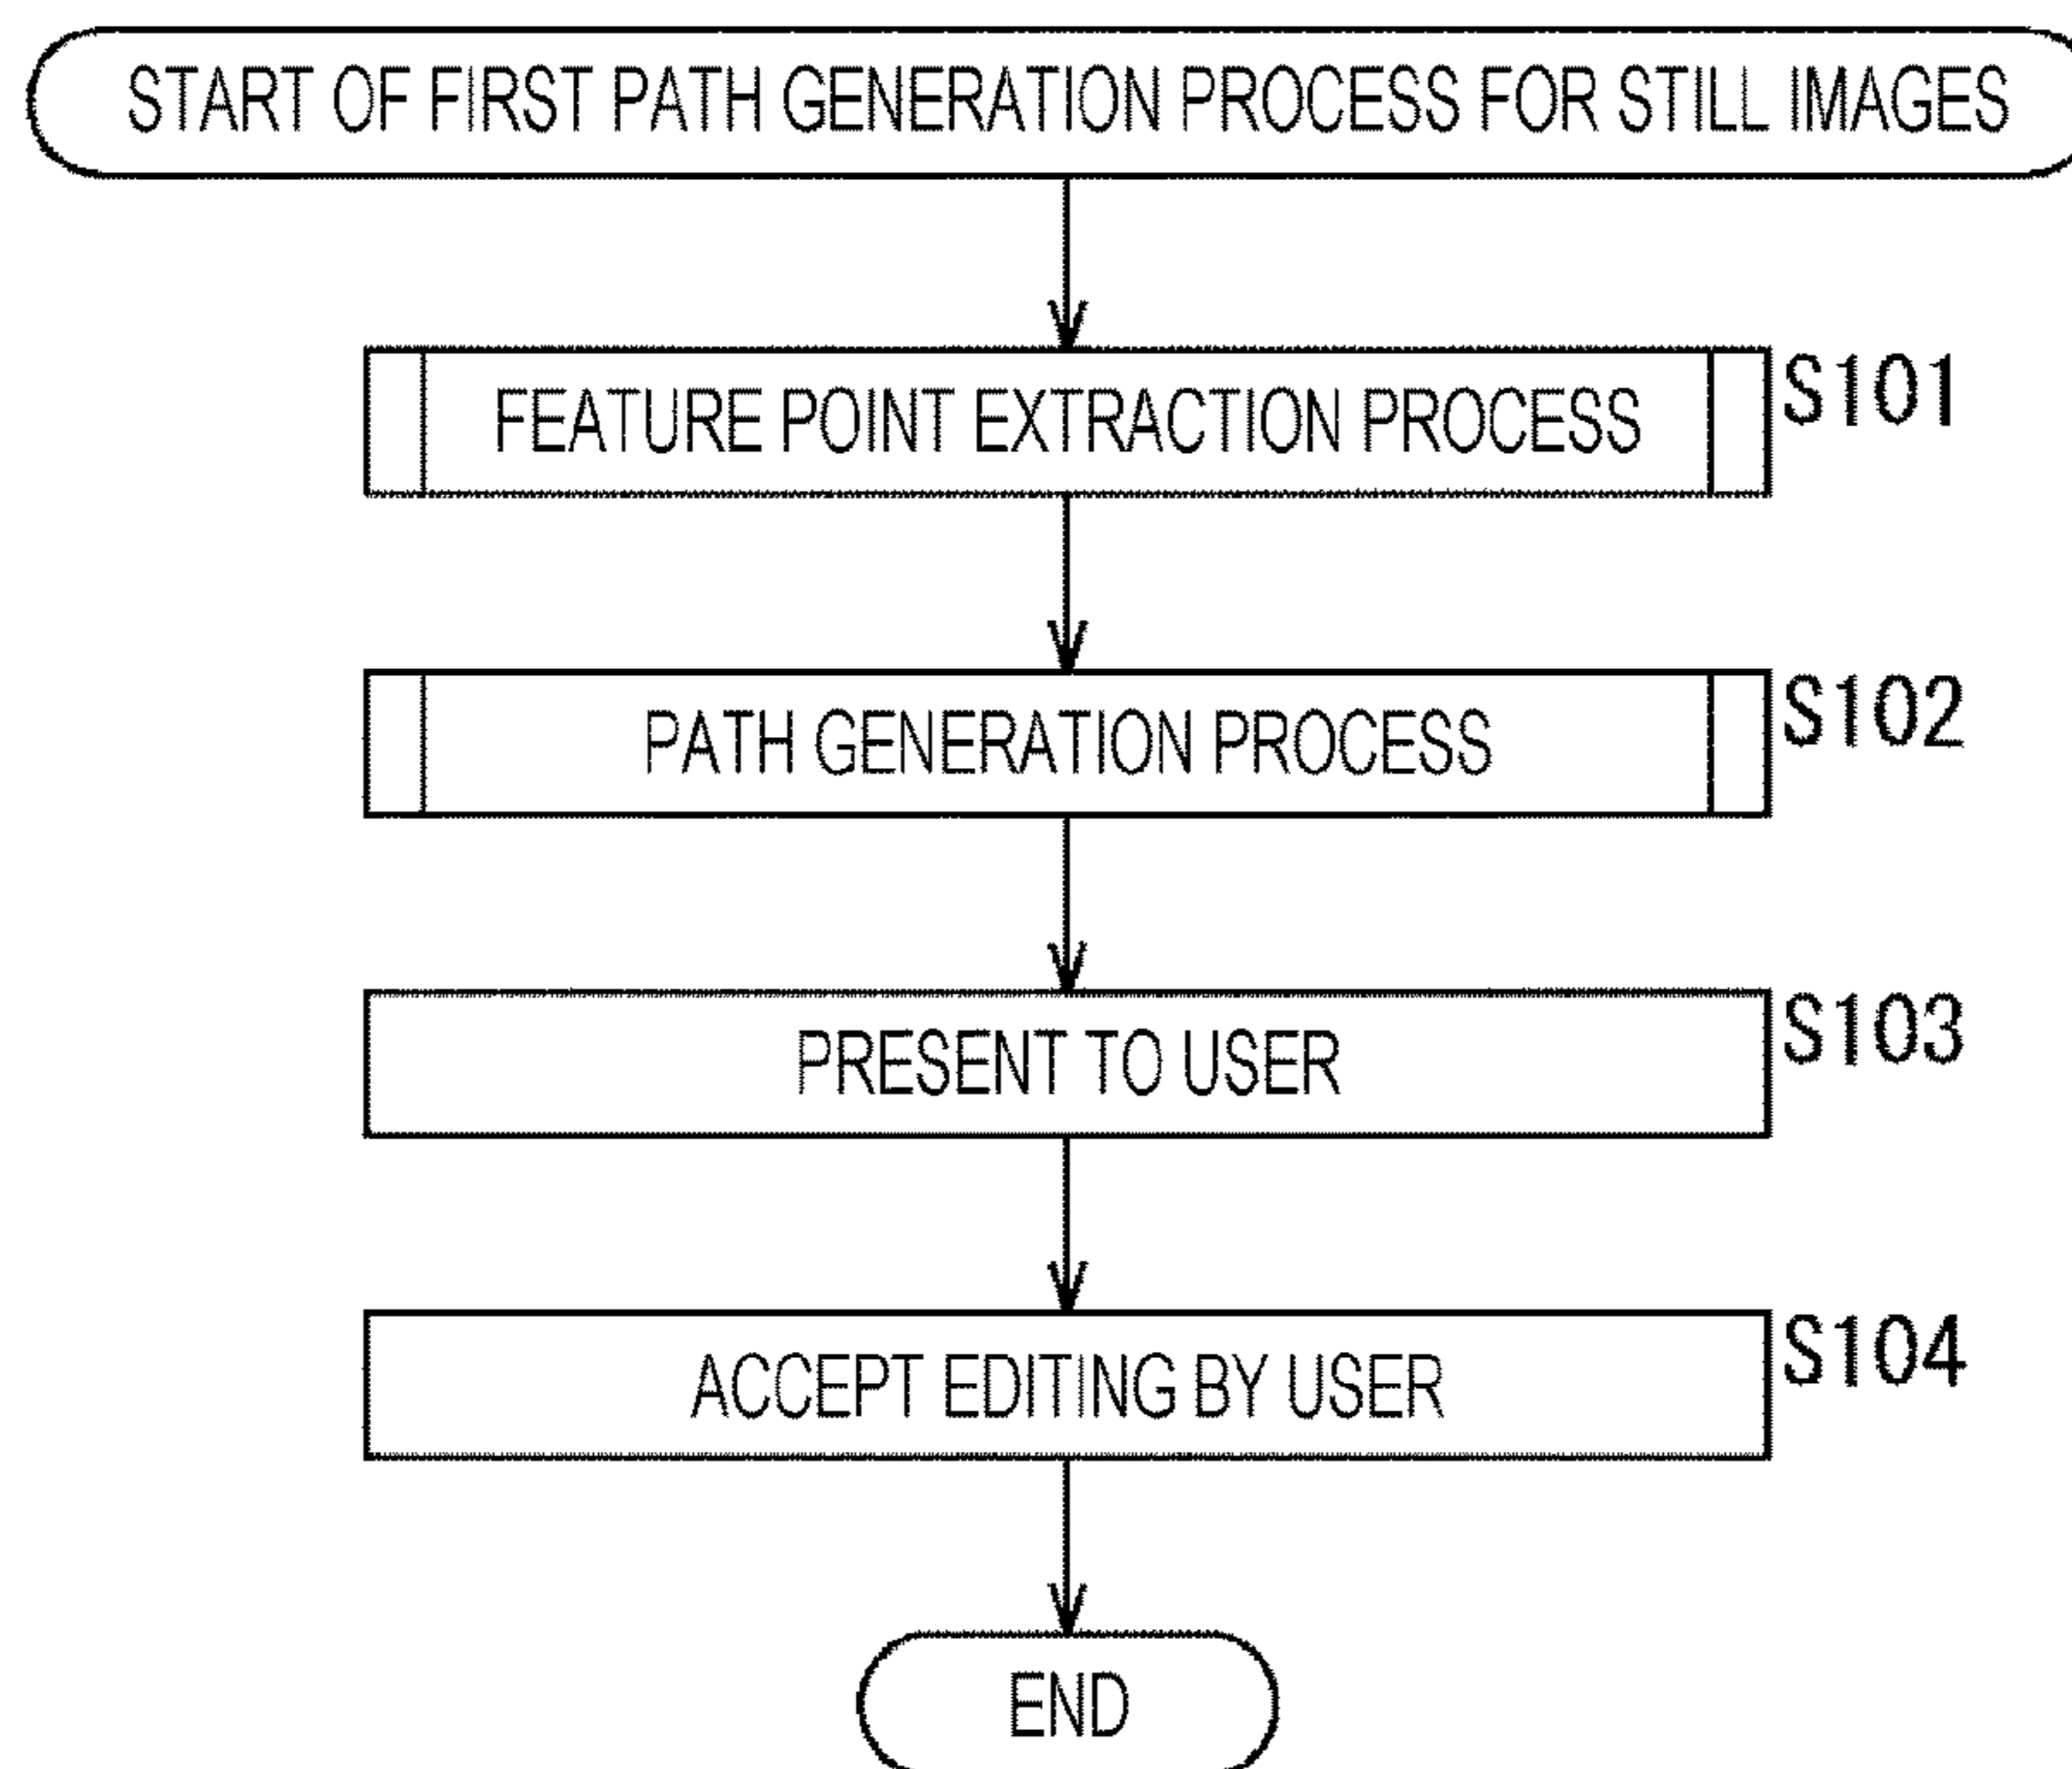 START OF FIRST PATH GENERATION PROCESS FOR STILL IMAGES
FEATURE POINT EXTRACTION PROCESS S101
PATH GENERATION PROCESS S102
PRESENT TO USER S103
ACCEPT EDITING BY USER S104
END